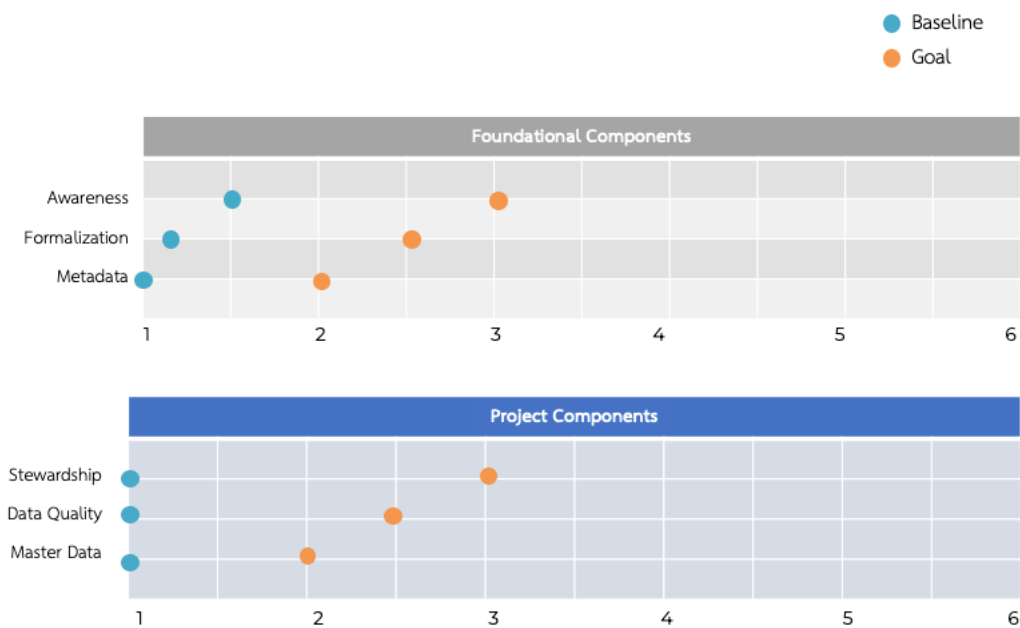 Baseline
Goal
Foundational Components
Awareness
Formalization
Metadata
1 2 3 4 5 6
Project Components
Stewardship
Data Quality
Master Data
1 2 3 4 5 6